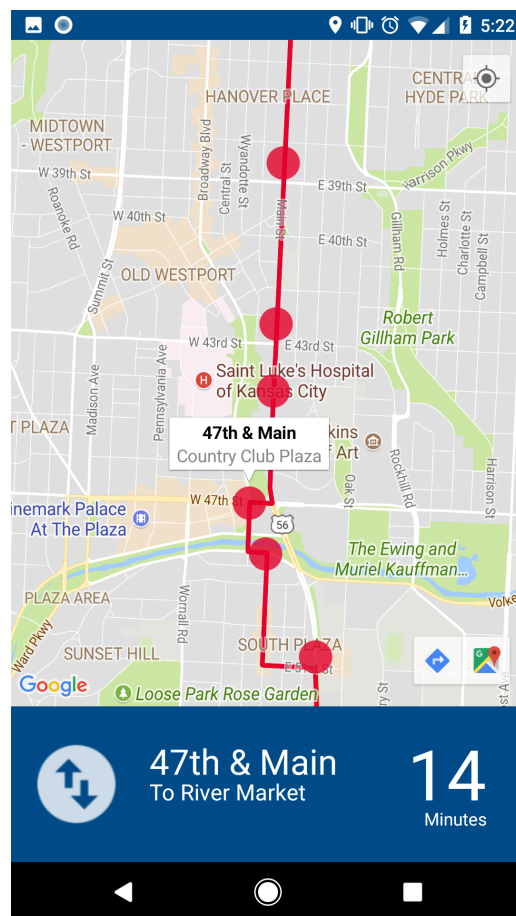 5:22
CENTRA
HYDE PARK
HANOVER PLACE
MIDTOWN
- WESTPORT
Broadway Blvd
Wyandotte St
Central St
Harrison Pkwy
W 39th St
E 39th St
Roanoke Rd
Main St
Gillham Rd
Holmes St
Charlotte St
Campbell St
W 40th St
E 40th St
Summit St
OLD WESTPORT
Robert
Gillham Park
W 43rd St
E 43rd St
Madison Ave
Pennsylvania Ave
H
Saint Luke's Hospital
of Kansas City
T PLAZA
47th & Main
Country Club Plaza
kins
f Art
Oak St
Rockhill Rd
Harrison St
W 47th St
inemark Palace
At The Plaza
56
The Ewing and
Muriel Kauffman...
PLAZA AREA
Wornall Rd
Volke
Ward Pkwy
SUNSET HILL
SOUTH PLAZA
E 51st St
G
Google
Loose Park Rose Garden
ry St
st Ave
47th & Main
To River Market
14
Minutes